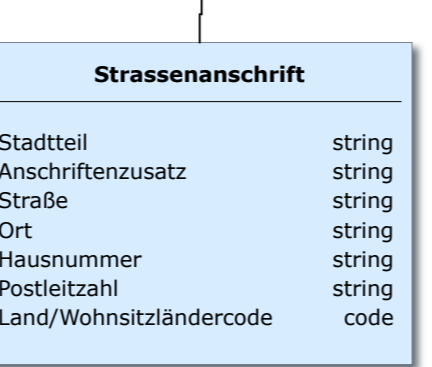 Strassenanschrift
Stadtteil string
Anschriftenzusatz string
Straße string
Ort string
Hausnummer string
Postleitzahl string
Land/Wohnsitzländercode code